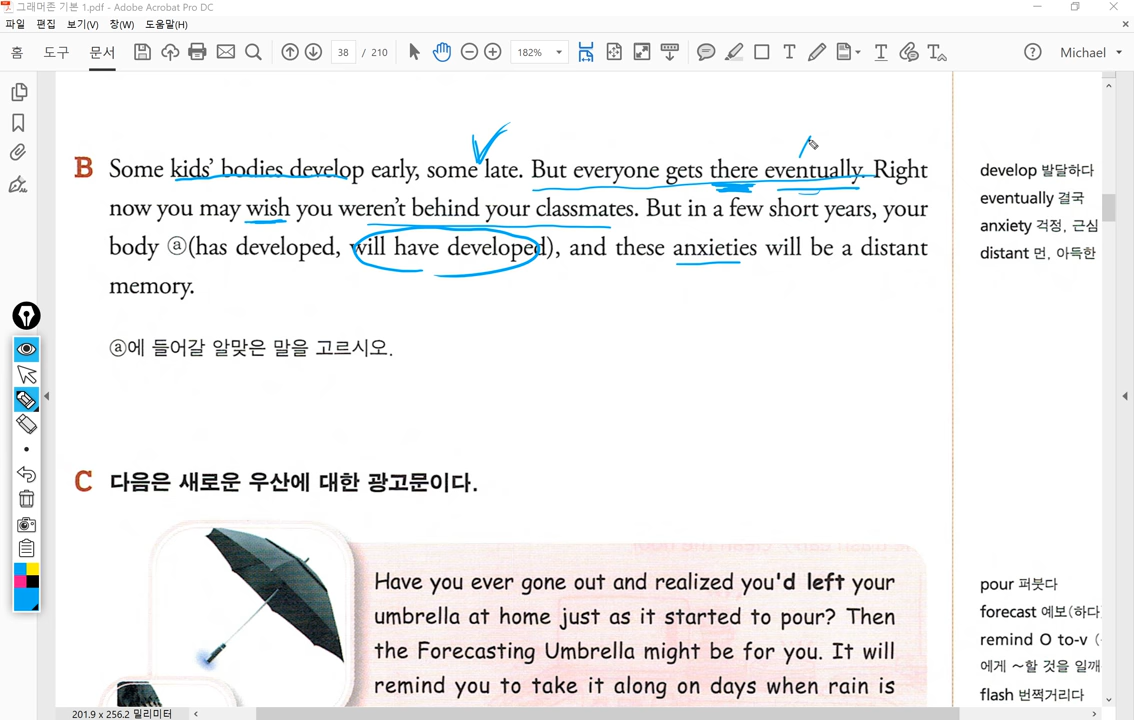 그래머존 기본 1.pdf - Adobe Acrobat Pro DC
파일 편집 보기(V) 창(W) 도움말(H)
홈 도구 문서 38 / 210 182% Michael
B Some kids' bodies develop early, some late. But everyone gets there eventually. Right
now you may wish you weren't behind your classmates. But in a few short years, your
body ⓐ(has developed, will have developed), and these anxieties will be a distant
memory.
develop 발달하다
eventually 결국
anxiety 걱정, 근심
distant 먼, 아득한
ⓐ에 들어갈 알맞은 말을 고르시오.
C 다음은 새로운 우산에 대한 광고문이다.
Have you ever gone out and realized you'd left your
umbrella at home just as it started to pour? Then
the Forecasting Umbrella might be for you. It will
remind you to take it along on days when rain is
pour 퍼붓다
forecast 예보(하다)
remind O to-v (
에게 ~할 것을 일깨
flash 번쩍거리다
201.9 x 256.2 밀리미터